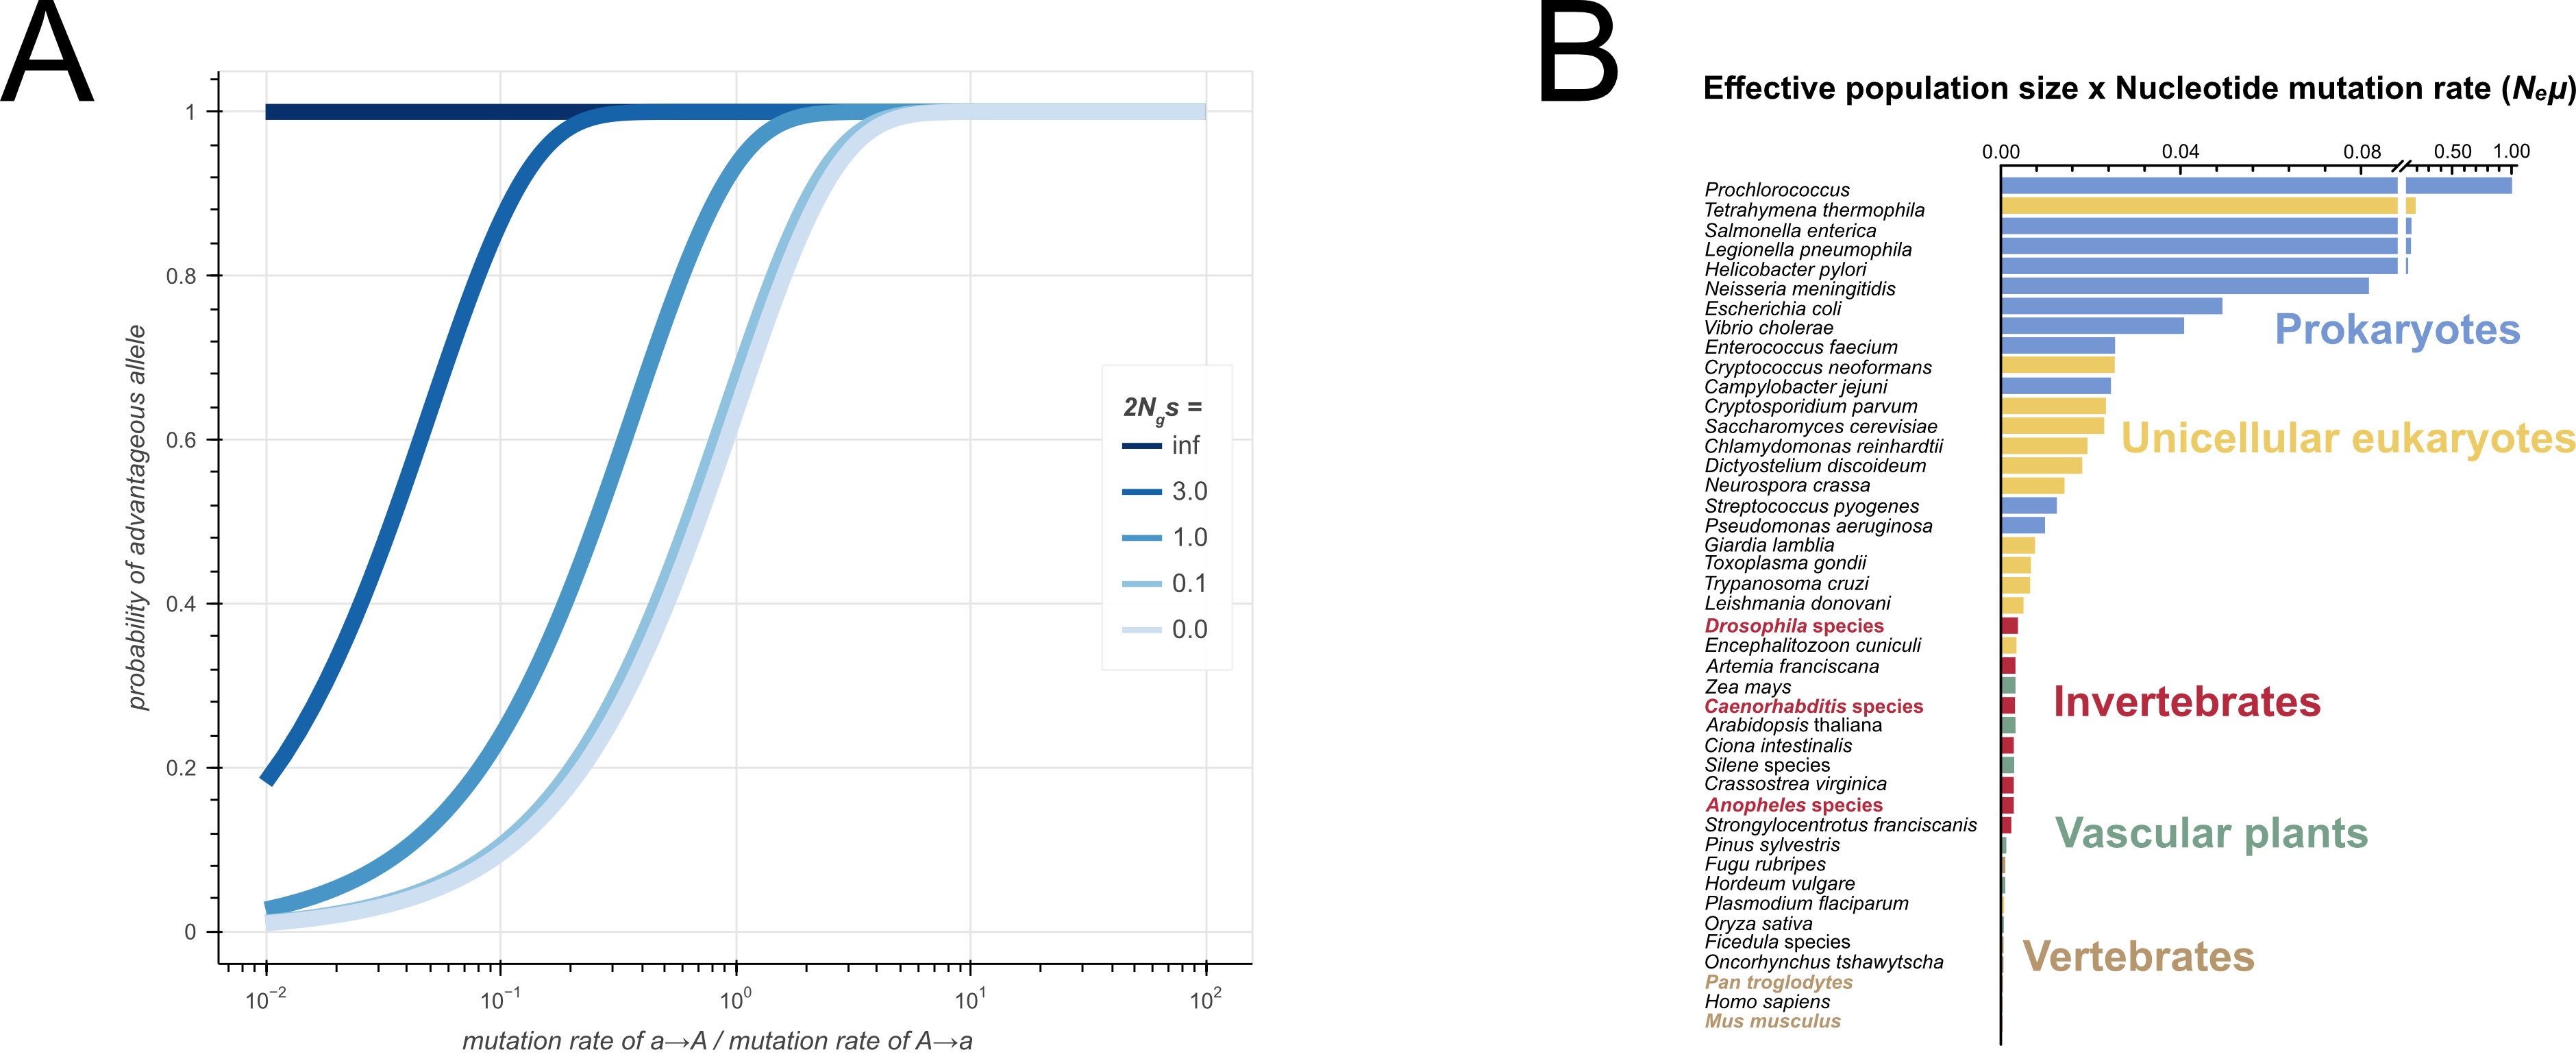 A
1
0.8
0.6
0.4
0.2
0
probability of advantageous allele
10⁻²
10⁻¹
10⁰
10¹
10²
mutation rate of a→A / mutation rate of A→a
2Ngs =
inf
3.0
1.0
0.1
0.0
B
Effective population size x Nucleotide mutation rate (Neμ)
0.00 0.04 0.08 0.50 1.00
Prochlorococcus
Tetrahymena thermophila
Salmonella enterica
Legionella pneumophila
Helicobacter pylori
Neisseria meningitidis
Escherichia coli
Vibrio cholerae
Enterococcus faecium
Cryptococcus neoformans
Campylobacter jejuni
Cryptosporidium parvum
Saccharomyces cerevisiae
Chlamydomonas reinhardtii
Dictyostelium discoideum
Neurospora crassa
Streptococcus pyogenes
Pseudomonas aeruginosa
Giardia lamblia
Toxoplasma gondii
Trypanosoma cruzi
Leishmania donovani
Drosophila species
Encephalitozoon cuniculi
Artemia franciscana
Zea mays
Caenorhabditis species
Arabidopsis thaliana
Ciona intestinalis
Silene species
Crassostrea virginica
Anopheles species
Strongylocentrotus franciscanis
Pinus sylvestris
Fugu rubripes
Hordeum vulgare
Plasmodium flaciparum
Oryza sativa
Ficedula species
Oncorhynchus tshawytscha
Pan troglodytes
Homo sapiens
Mus musculus
Prokaryotes
Unicellular eukaryotes
Invertebrates
Vascular plants
Vertebrates